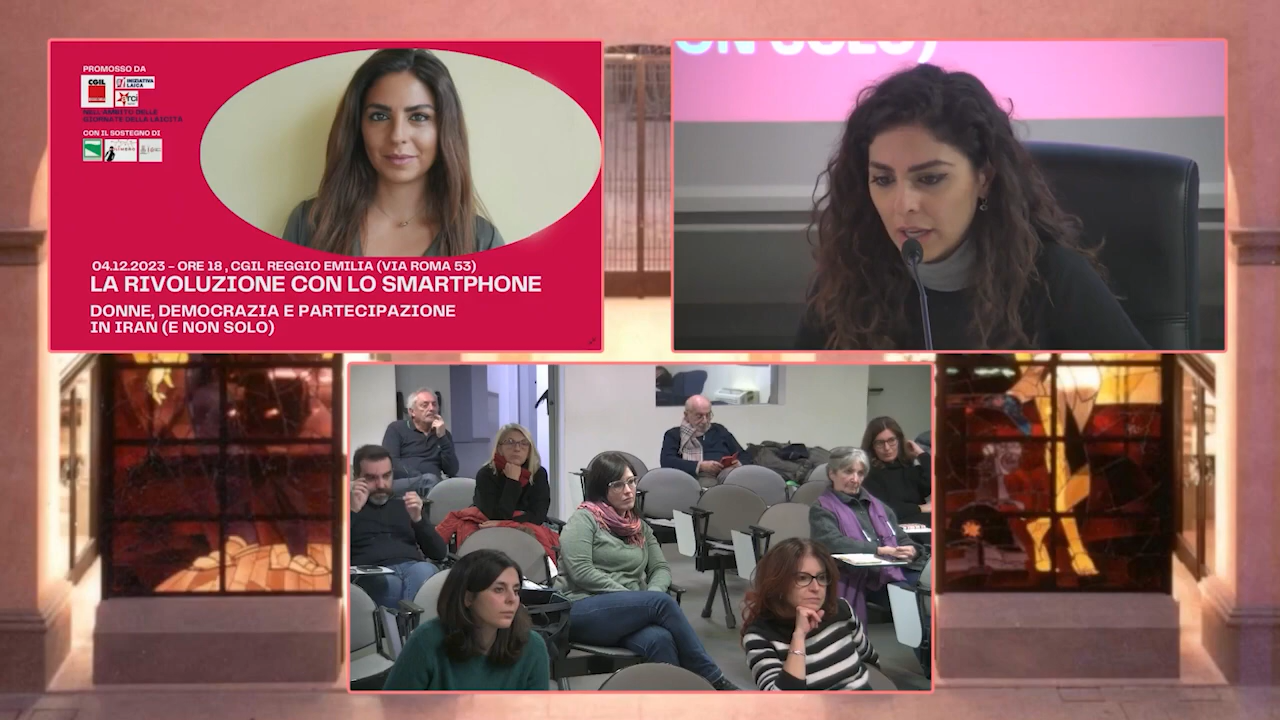 PROMOSSO DA
CGIL
INIZIATIVA
LAICA
arci
NELL'AMBITO DELLE
GIORNATE DELLA LAICITÀ
CON IL SOSTEGNO DI
04.12.2023 – ORE 18 , CGIL REGGIO EMILIA (VIA ROMA 53)
LA RIVOLUZIONE CON LO SMARTPHONE
DONNE, DEMOCRAZIA E PARTECIPAZIONE
IN IRAN (E NON SOLO)
ON SOLO)